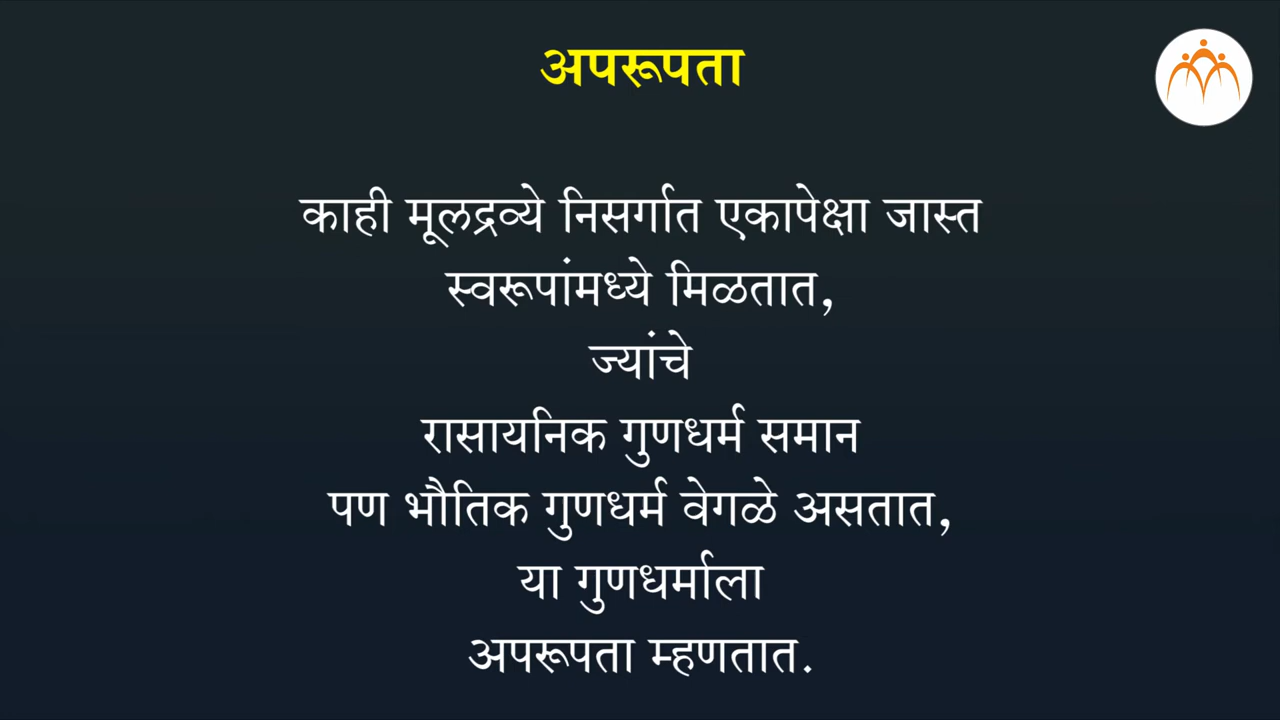 अपरूपता
काही मूलद्रव्ये निसर्गात एकापेक्षा जास्त
स्वरूपांमध्ये मिळतात,
ज्यांचे
रासायनिक गुणधर्म समान
पण भौतिक गुणधर्म वेगळे असतात,
या गुणधर्माला
अपरूपता म्हणतात.